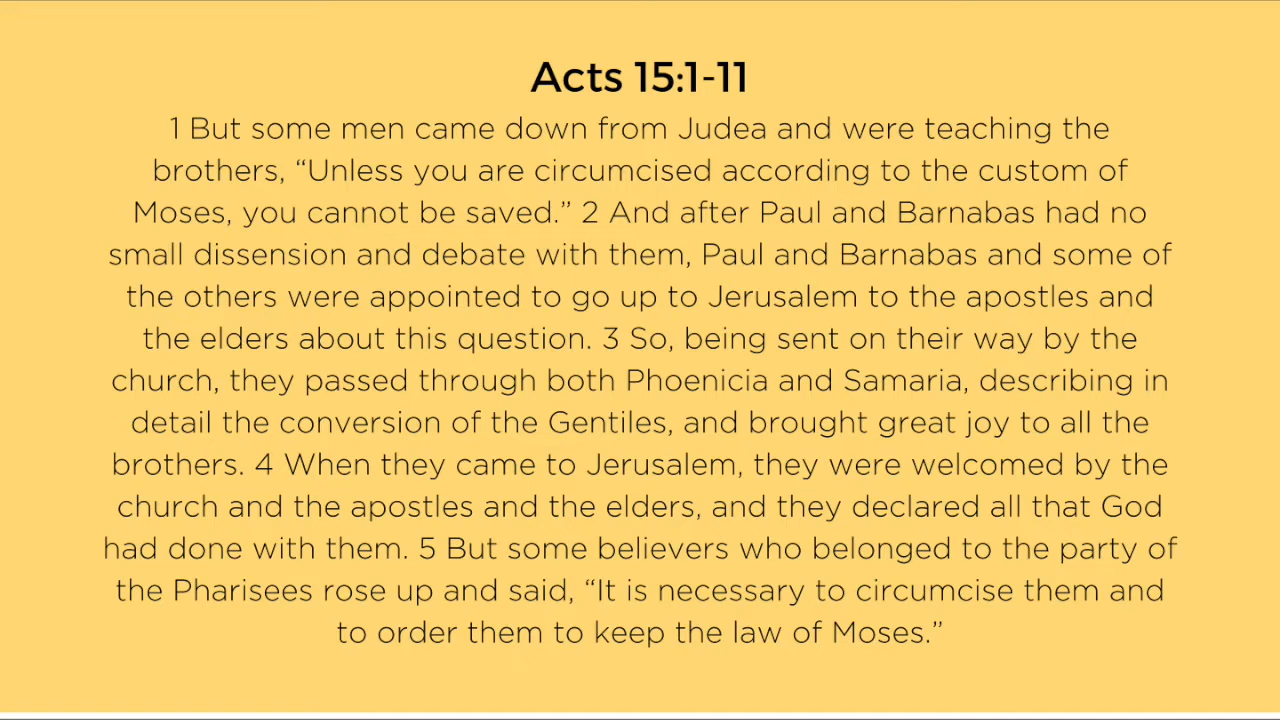 Acts 15:1-11
1 But some men came down from Judea and were teaching the
brothers, “Unless you are circumcised according to the custom of
Moses, you cannot be saved.” 2 And after Paul and Barnabas had no
small dissension and debate with them, Paul and Barnabas and some of
the others were appointed to go up to Jerusalem to the apostles and
the elders about this question. 3 So, being sent on their way by the
church, they passed through both Phoenicia and Samaria, describing in
detail the conversion of the Gentiles, and brought great joy to all the
brothers. 4 When they came to Jerusalem, they were welcomed by the
church and the apostles and the elders, and they declared all that God
had done with them. 5 But some believers who belonged to the party of
the Pharisees rose up and said, “It is necessary to circumcise them and
to order them to keep the law of Moses.”